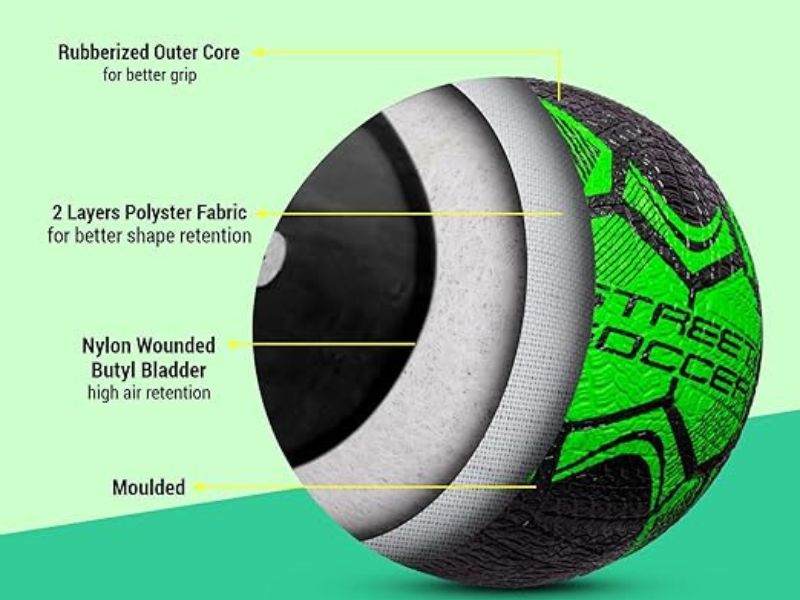 Rubberized Outer Core
for better grip
2 Layers Polyster Fabric
for better shape retention
Nylon Wounded
Butyl Bladder
high air retention
Moulded
STREET
SOCCER